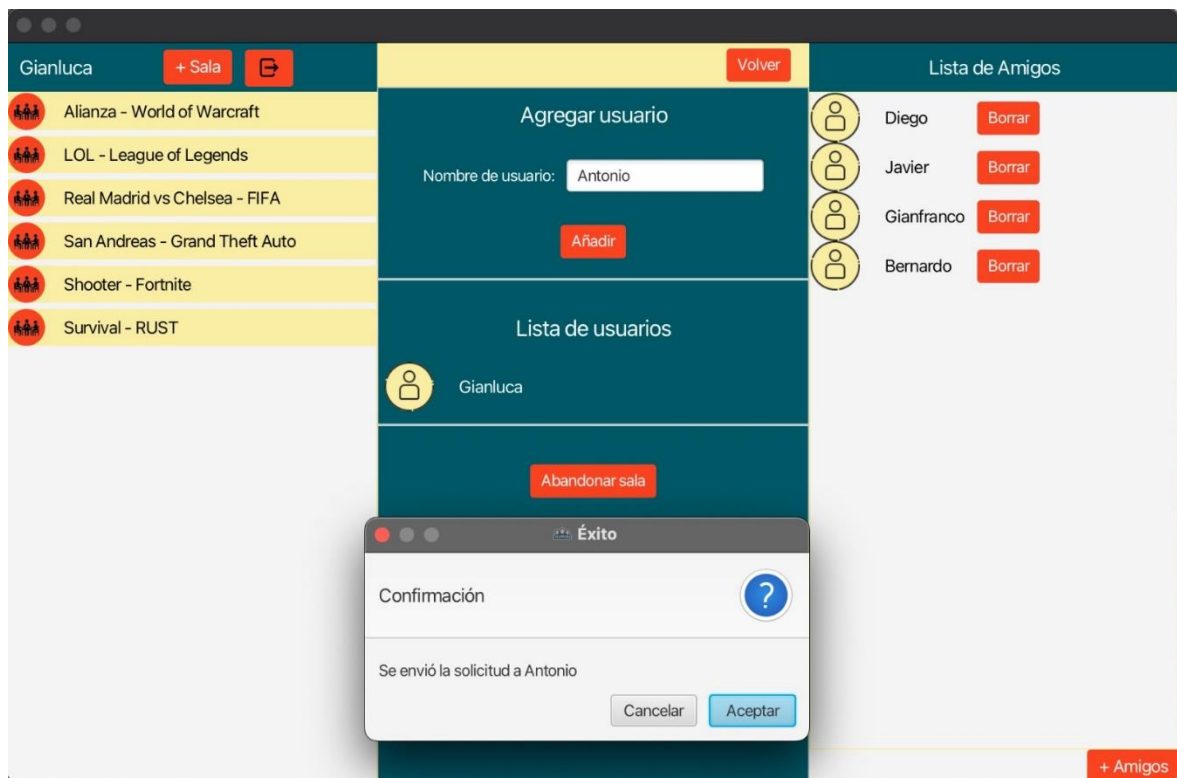 Gianluca
+ Sala
Alianza - World of Warcraft
LOL - League of Legends
Real Madrid vs Chelsea - FIFA
San Andreas - Grand Theft Auto
Shooter - Fortnite
Survival - RUST
Volver
Agregar usuario
Nombre de usuario: Antonio
Añadir
Lista de usuarios
Gianluca
Abandonar sala
Lista de Amigos
Diego Borrar
Javier Borrar
Gianfranco Borrar
Bernardo Borrar
+ Amigos
Éxito
Confirmación
?
Se envió la solicitud a Antonio
Cancelar Aceptar